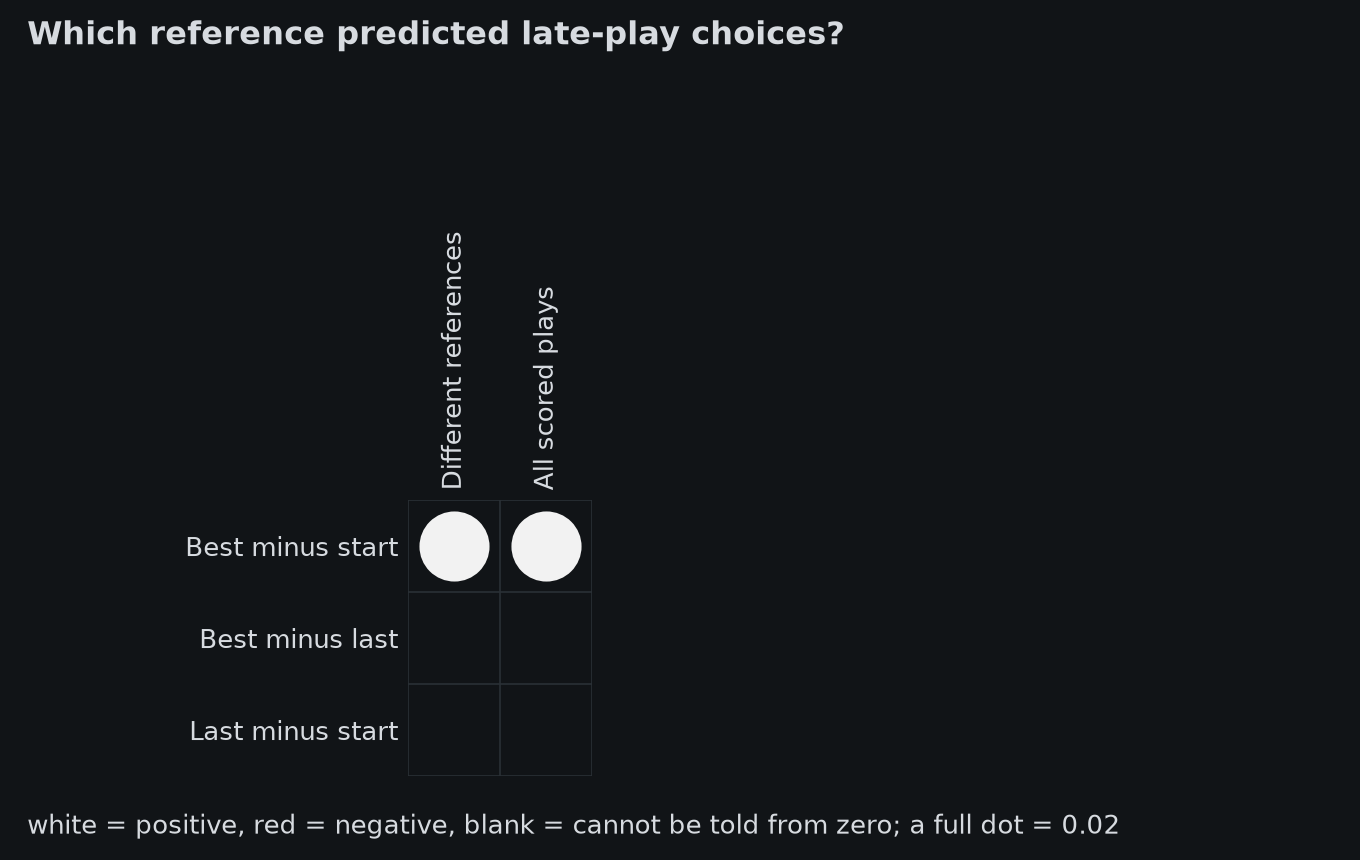 Which reference predicted late-play choices?
Different references
All scored plays
Best minus start
Best minus last
Last minus start
white = positive, red = negative, blank = cannot be told from zero; a full dot = 0.02